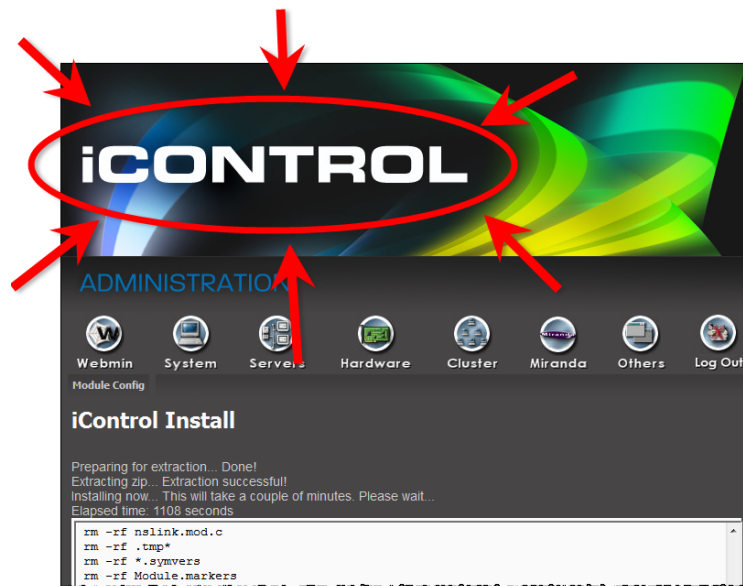 iCONTROL
ADMINISTRATION
Webmin System Servers Hardware Cluster Miranda Others Log Out
Module Config
iControl Install
Preparing for extraction... Done!
Extracting zip... Extraction successful!
Installing now... This will take a couple of minutes. Please wait...
Elapsed time: 1108 seconds
rm -rf nslink.mod.c
rm -rf .tmp*
rm -rf *.symvers
rm -rf Module.markers